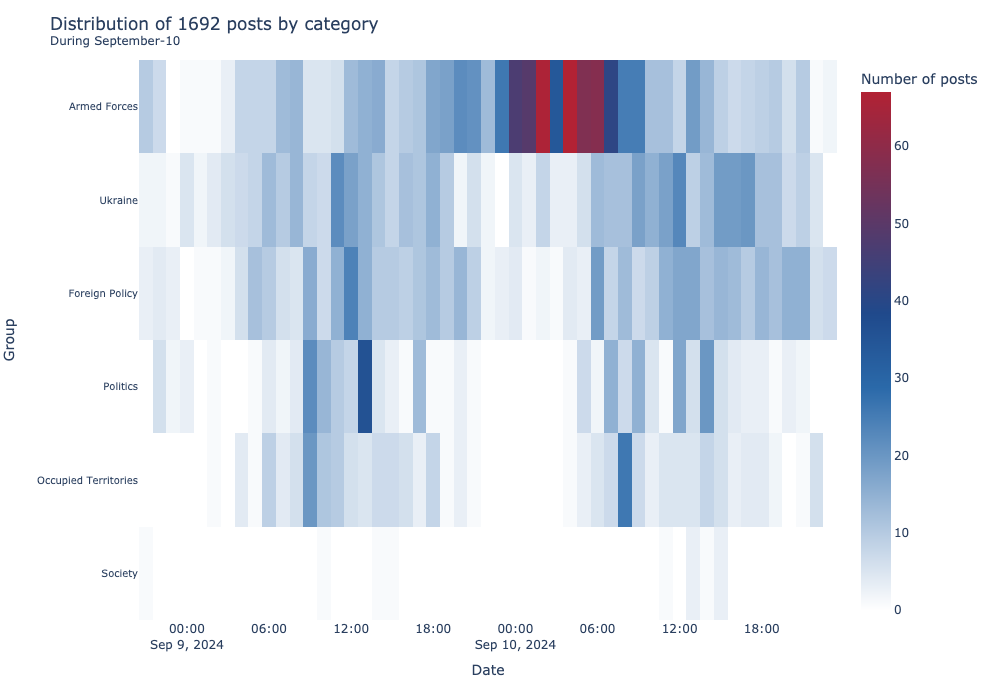 Distribution of 1692 posts by category
During September-10
Number of posts
Armed Forces
Ukraine
Foreign Policy
Politics
Occupied Territories
Society
Group
60
50
40
30
20
10
0
00:00 06:00 12:00 18:00 00:00 06:00 12:00 18:00
Sep 9, 2024 Sep 10, 2024
Date